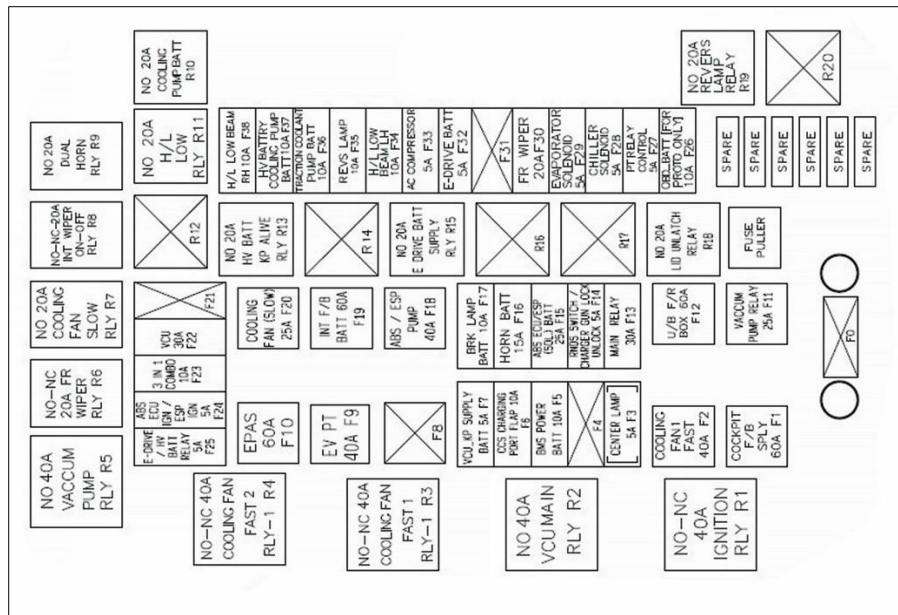 NO 20A
COOLING
PUMP BATT
R10
NO 20A
REVERS
LAMP
RELAY
R19
R20
NO 20A
DUAL
HORN
RLY R9
NO 20A
H/L
LOW
RLY R11
H/L LOW BEAM
RH 10A F38
HV BATTRY
COOLING PUMP
BATT10A F37
TRACTION COOLANT
PUMP BATT
10A F36
REVS LAMP
10A F35
H/L LOW
BEAM LH
10A F34
AC COMPRESSOR
5A F33
E-DRIVE BATT
5A F32
F31
FR WIPER
20A F30
EVAPORATOR
SOLENOID
5A F29
CHILLER
SOLENOID
5A F28
PTRELAY
CONTROL
5A F27
OBD_BATT [FOR
PROTO ONLY]
10A F26
SPARE
SPARE
SPARE
SPARE
SPARE
SPARE
NO-NC-20A
INT WIPER
ON-OFF
RLY R8
R12
NO 20A
HV BATT
KP ALIVE
RLY R13
R14
NO 20A
E DRIVE BATT
SUPPLY
RLY R15
R16
R17
NO 20A
LID UNLATCH
RELAY
R18
FUSE
PULLER
NO 20A
COOLING
FAN
SLOW
RLY R7
F21
VCU
30A
F22
3 IN 1
COMBO
10A
F23
ABS
ECU
IGN /
ESP
IGN
5A
F24
E-DRIVE
/ HV
BATT
RELAY
5A
F25
COOLING
FAN (SLOW)
25A F20
INT F/B
BATT 60A
F19
ABS / ESP
PUMP
40A F18
BRK LAMP
BATT 10A F17
HORN BATT
15A F16
ABS ECU/ESP
(SOL.) BATT
25A F15
RNDS SWITCH /
CHARGER GUN LOCK
UNLOCK 5A F14
MAIN RELAY
30A F13
U/B F/R
BOX 60A
F12
VACCUM
PUMP RELAY
25A F11
F0
NO-NC
20A FR
WIPER
RLY R6
EPAS
60A
F10
EV PT
40A F9
F8
VCU_KP SUPPLY
BATT 5A F7
CCS CHARGING
PORT ELAP 10A
F6
BMS POWER
BATT 10A F5
F4
CENTER LAMP
5A F3
COOLING
FAN1
FAST
40A F2
COCKPIT
F/B
SPLY
60A F1
NO 40A
VACCUM
PUMP
RLY R5
NO-NC 40A
COOLING FAN
FAST 2
RLY-1 R4
NO-NC 40A
COOLING FAN
FAST 1
RLY-1 R3
NO 40A
VCU MAIN
RLY R2
NO-NC
40A
IGNITION
RLY R1